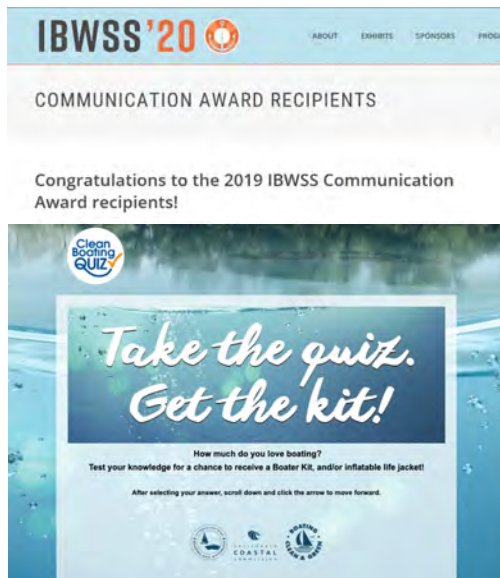 IBWSS '20
ABOUT EXHIBITS SPONSORS
COMMUNICATION AWARD RECIPIENTS
Congratulations to the 2019 IBWSS Communication
Award recipients!
Clean
Boating
QUIZ
Take the quiz.
Get the kit!
How much do you love boating?
Test your knowledge for a chance to receive a Boater Kit, and/or inflatable life jacket!
After selecting your answer, scroll down and click the arrow to move forward.
CALIFORNIA
COASTAL
COMMISSION
BOATING
CLEAN & GREEN